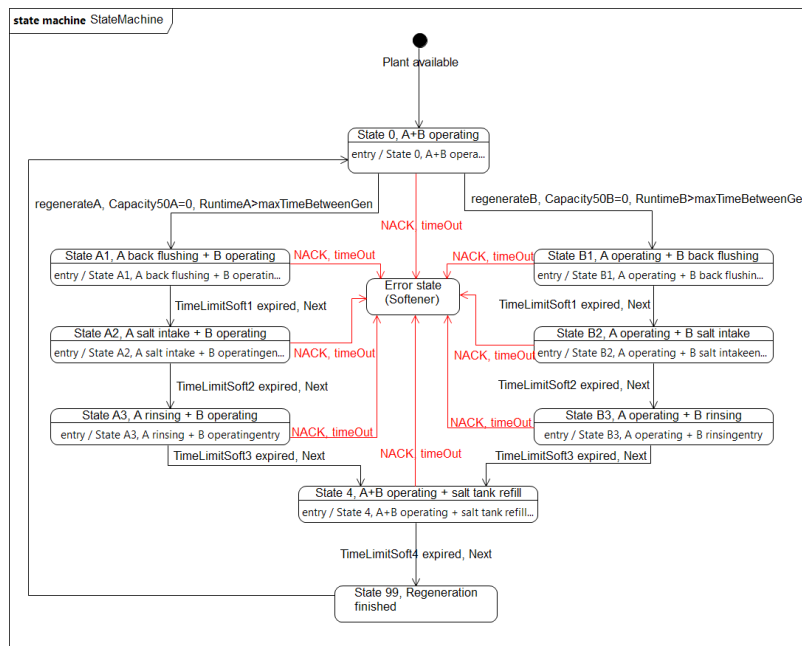 state machine StateMachine
Plant available
State 0, A+B operating
entry / State 0, A+B opera...
regenerateA, Capacity50A=0, RuntimeA>maxTimeBetweenGen
regenerateB, Capacity50B=0, RuntimeB>maxTimeBetweenGe
NACK, timeOut
State A1, A back flushing + B operating
entry / State A1, A back flushing + B operatin...
NACK, timeOut
NACK, timeOut
State B1, A operating + B back flushing
entry / State B1, A operating + B back flushin...
Error state
(Softener)
TimeLimitSoft1 expired, Next
TimeLimitSoft1 expired, Next
State A2, A salt intake + B operating
entry / State A2, A salt intake + B operatingen...
NACK, timeOut
NACK, timeOut
State B2, A operating + B salt intake
entry / State B2, A operating + B salt intakeen...
TimeLimitSoft2 expired, Next
TimeLimitSoft2 expired, Next
State A3, A rinsing + B operating
entry / State A3, A rinsing + B operatingentry
NACK, timeOut
NACK, timeOut
State B3, A operating + B rinsing
entry / State B3, A operating + B rinsingentry
NACK, timeOut
TimeLimitSoft3 expired, Next
TimeLimitSoft3 expired, Next
State 4, A+B operating + salt tank refill
entry / State 4, A+B operating + salt tank refill...
TimeLimitSoft4 expired, Next
State 99, Regeneration
finished